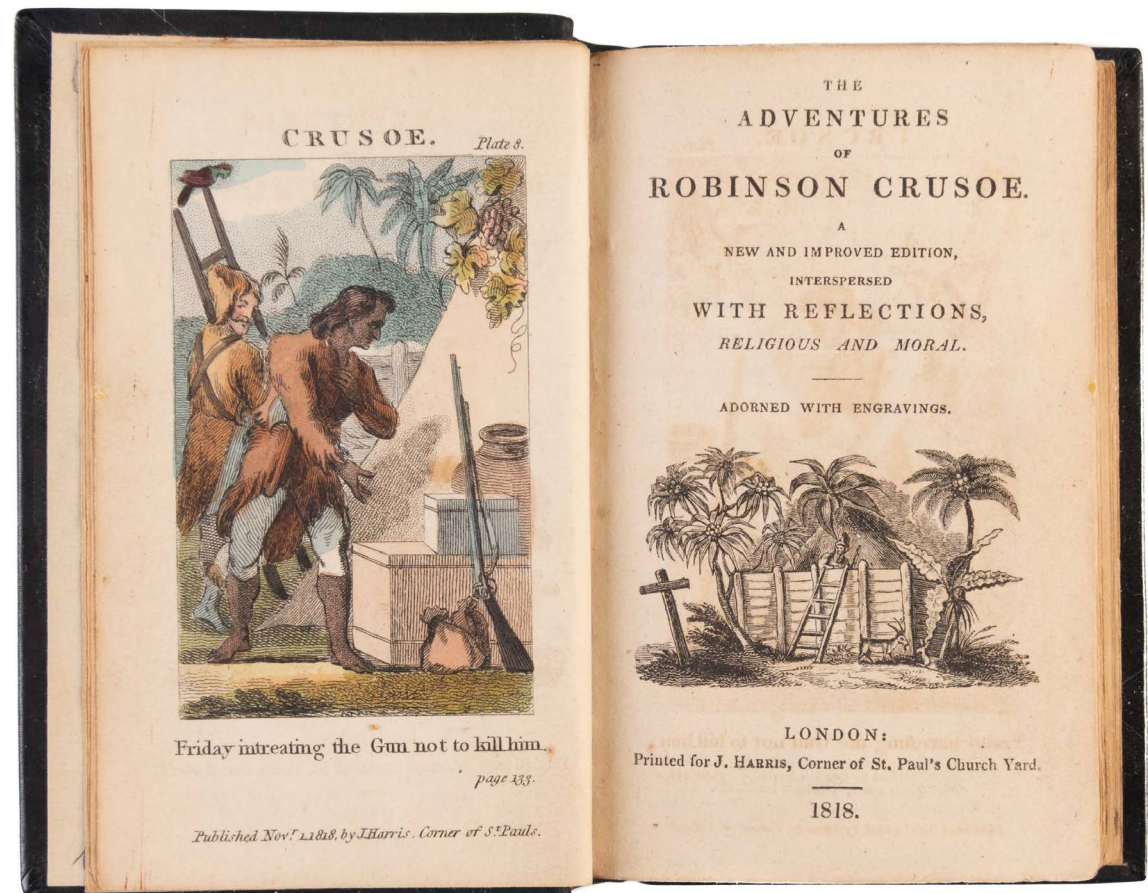 CRUSOE.
Plate 8.
Friday intreating the Gun not to kill him.
page 133.
Published Nov.r 1.1818, by J.Harris. Corner of S.t Pauls.
THE
ADVENTURES
OF
ROBINSON CRUSOE.
A
NEW AND IMPROVED EDITION,
INTERSPERSED
WITH REFLECTIONS,
RELIGIOUS AND MORAL.
ADORNED WITH ENGRAVINGS.
LONDON:
Printed for J. HARRIS, Corner of St. Paul's Church Yard.
1818.